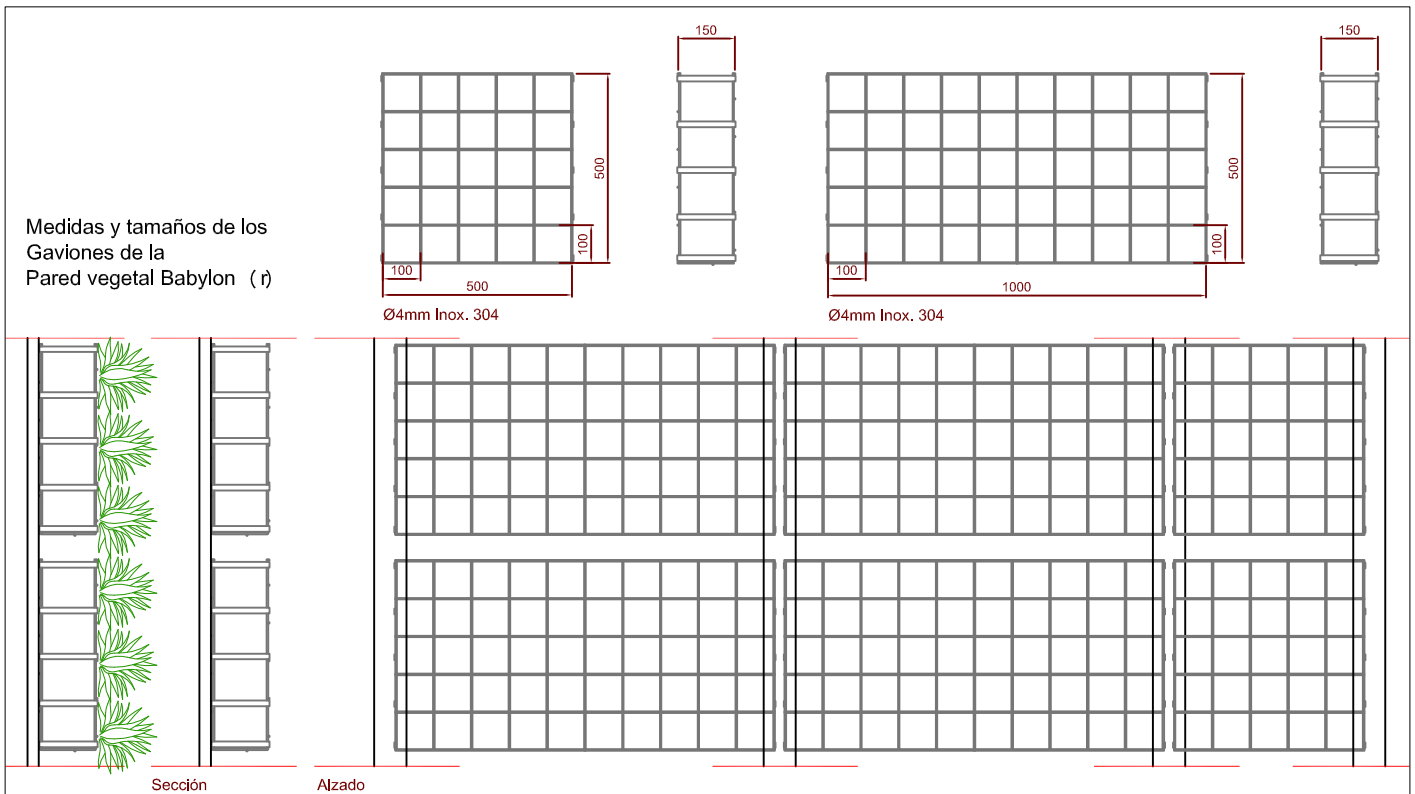 150
150
500
500
Medidas y tamaños de los
Gaviones de la
Pared vegetal Babylon (r)
100
100
100
100
500
1000
Ø4mm Inox. 304
Ø4mm Inox. 304
Sección
Alzado